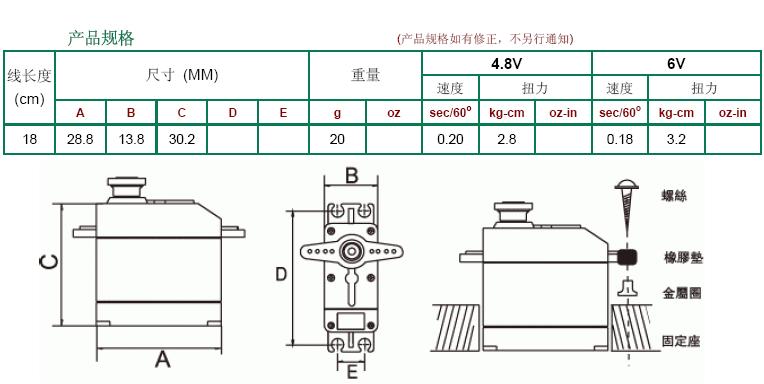 产品规格 (产品规格如有修正，不另行通知)
线长度 (cm) 尺寸 (MM) 重量 4.8V 6V
速度 扭力 速度 扭力
A B C D E g oz sec/60° kg-cm oz-in sec/60° kg-cm oz-in
18 28.8 13.8 30.2 20 0.20 2.8 0.18 3.2
B
螺絲
C
橡膠墊
D
金屬圈
固定座
A
E